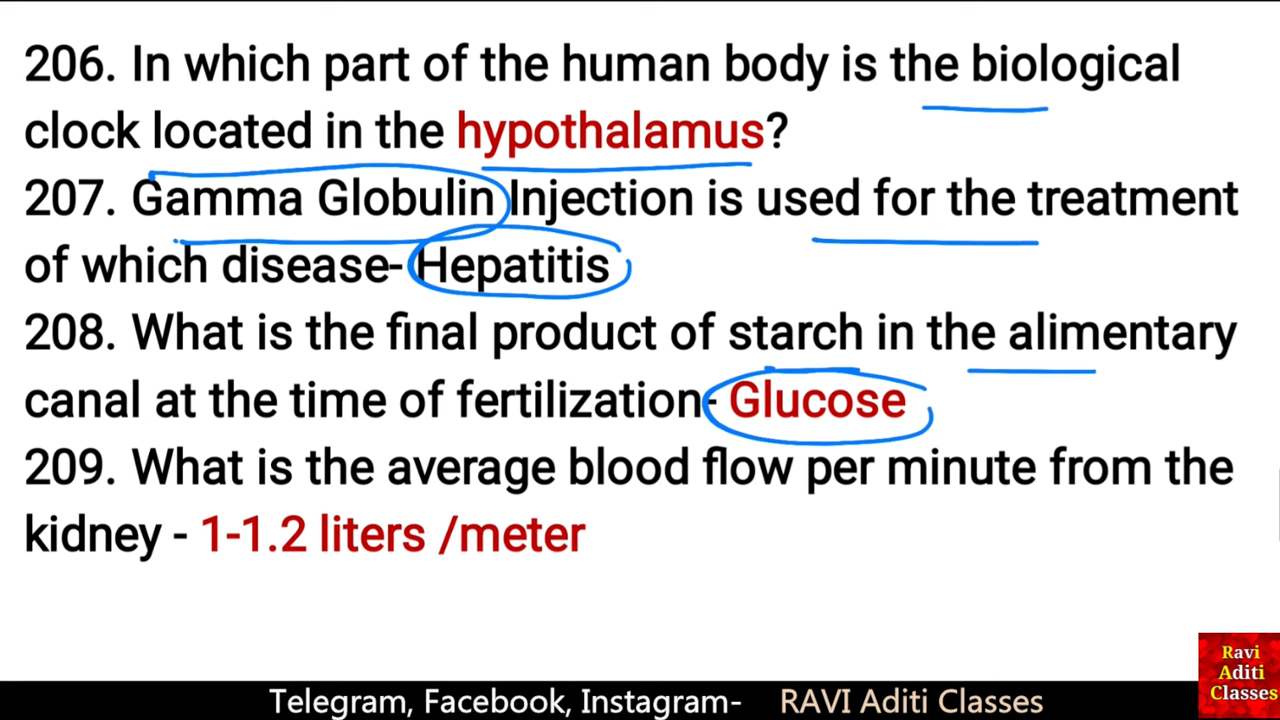 206. In which part of the human body is the biological
clock located in the hypothalamus?
207. Gamma Globulin Injection is used for the treatment
of which disease- Hepatitis
208. What is the final product of starch in the alimentary
canal at the time of fertilization- Glucose
209. What is the average blood flow per minute from the
kidney - 1-1.2 liters /meter
Ravi
Aditi
Classes
Telegram, Facebook, Instagram- RAVI Aditi Classes